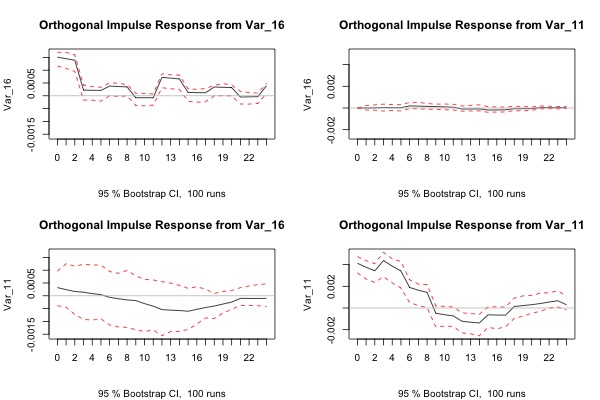 Orthogonal Impulse Response from Var_16
Var_16
0.0005
-0.0015
0 2 4 6 8 10 13 16 19 22
95 % Bootstrap CI, 100 runs
Orthogonal Impulse Response from Var_11
Var_16
0.002
-0.002
0 2 4 6 8 10 13 16 19 22
95 % Bootstrap CI, 100 runs
Orthogonal Impulse Response from Var_16
Var_11
0.0005
-0.0015
0 2 4 6 8 10 13 16 19 22
95 % Bootstrap CI, 100 runs
Orthogonal Impulse Response from Var_11
Var_11
0.002
-0.002
0 2 4 6 8 10 13 16 19 22
95 % Bootstrap CI, 100 runs